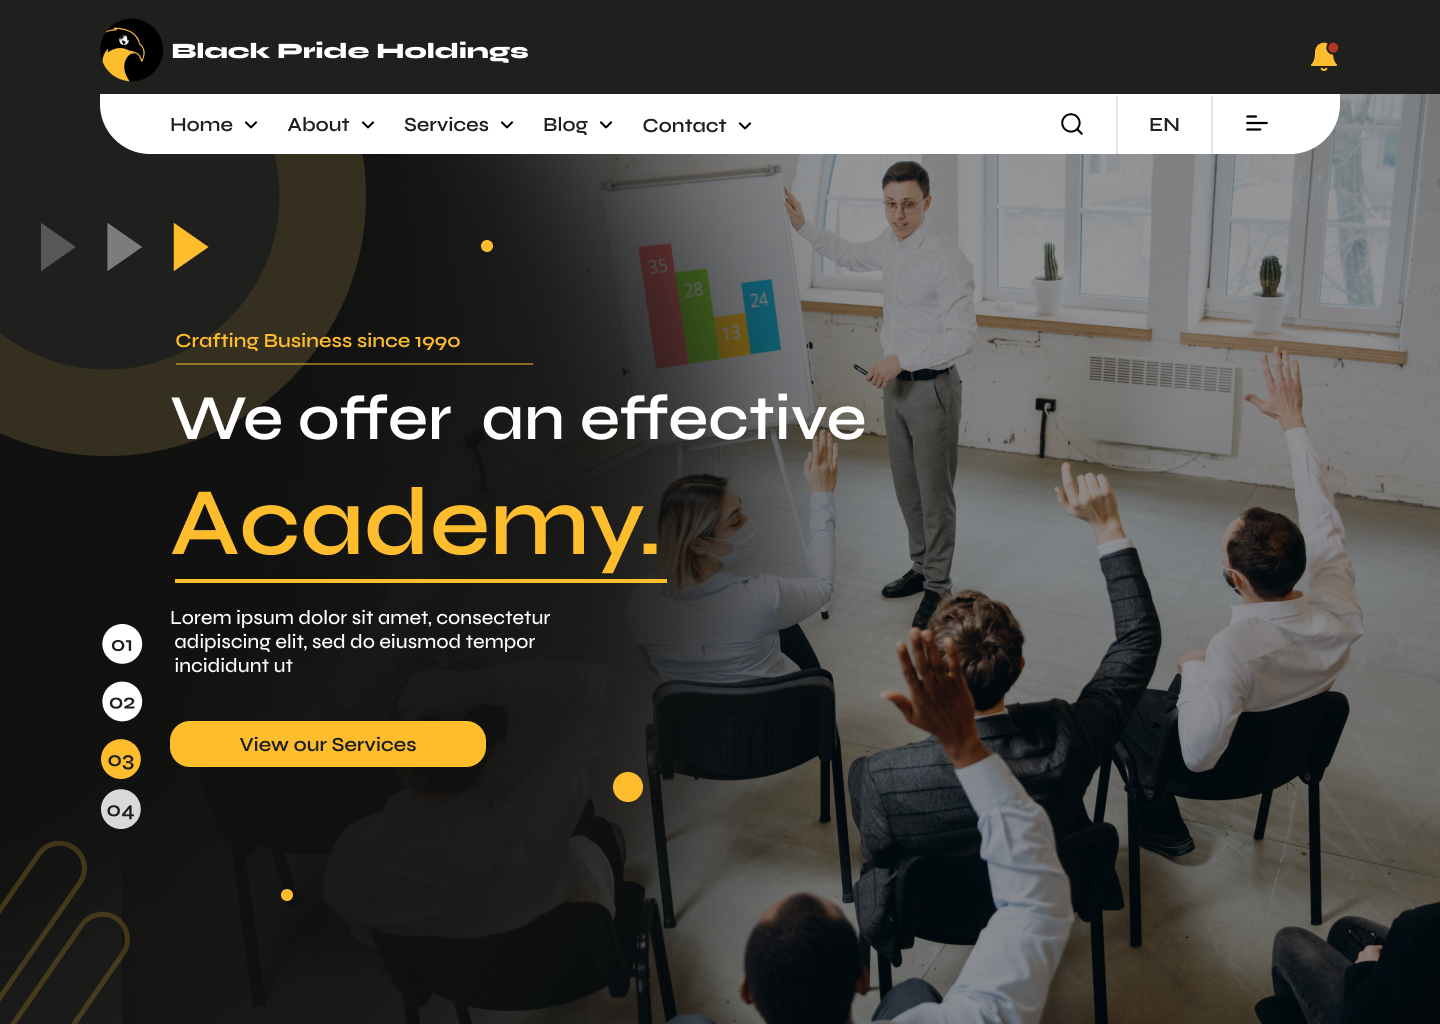 Black Pride Holdings
Home About Services Blog Contact EN
Crafting Business since 1990
We offer an effective
Academy.
Lorem ipsum dolor sit amet, consectetur
adipiscing elit, sed do eiusmod tempor
incididunt ut
01
02
03
04
View our Services
35
28
13
24